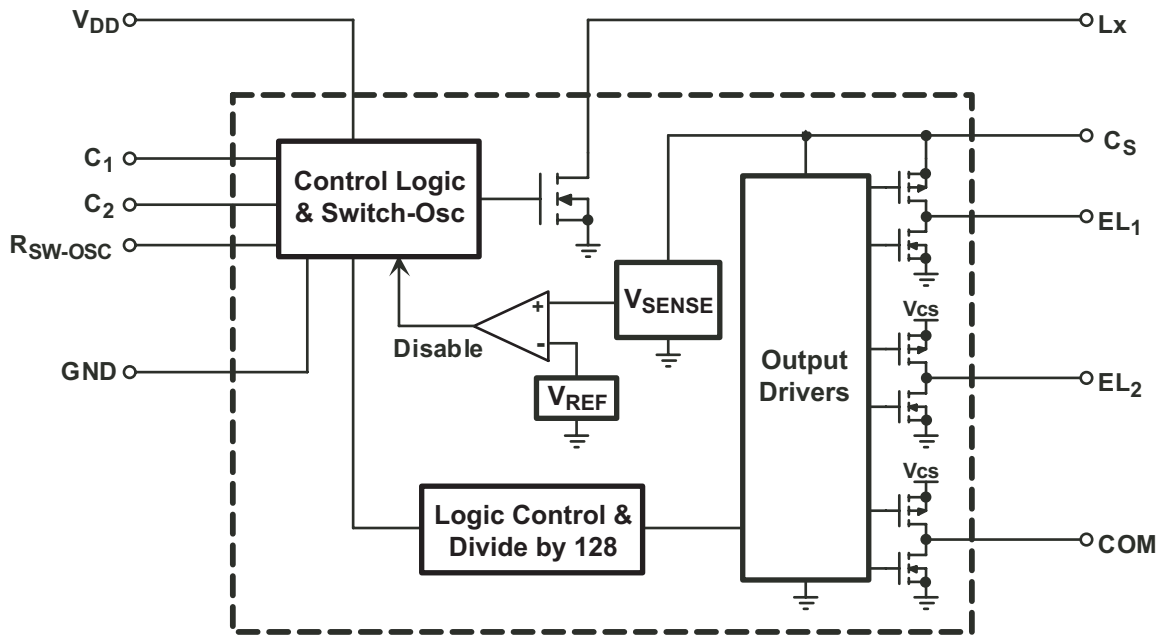 VDD
Lx
C1
CS
Control Logic
& Switch-Osc
C2
EL1
RSW-OSC
VSENSE
+
Vcs
Disable
-
Output
Drivers
GND
EL2
VREF
Vcs
Logic Control &
Divide by 128
COM